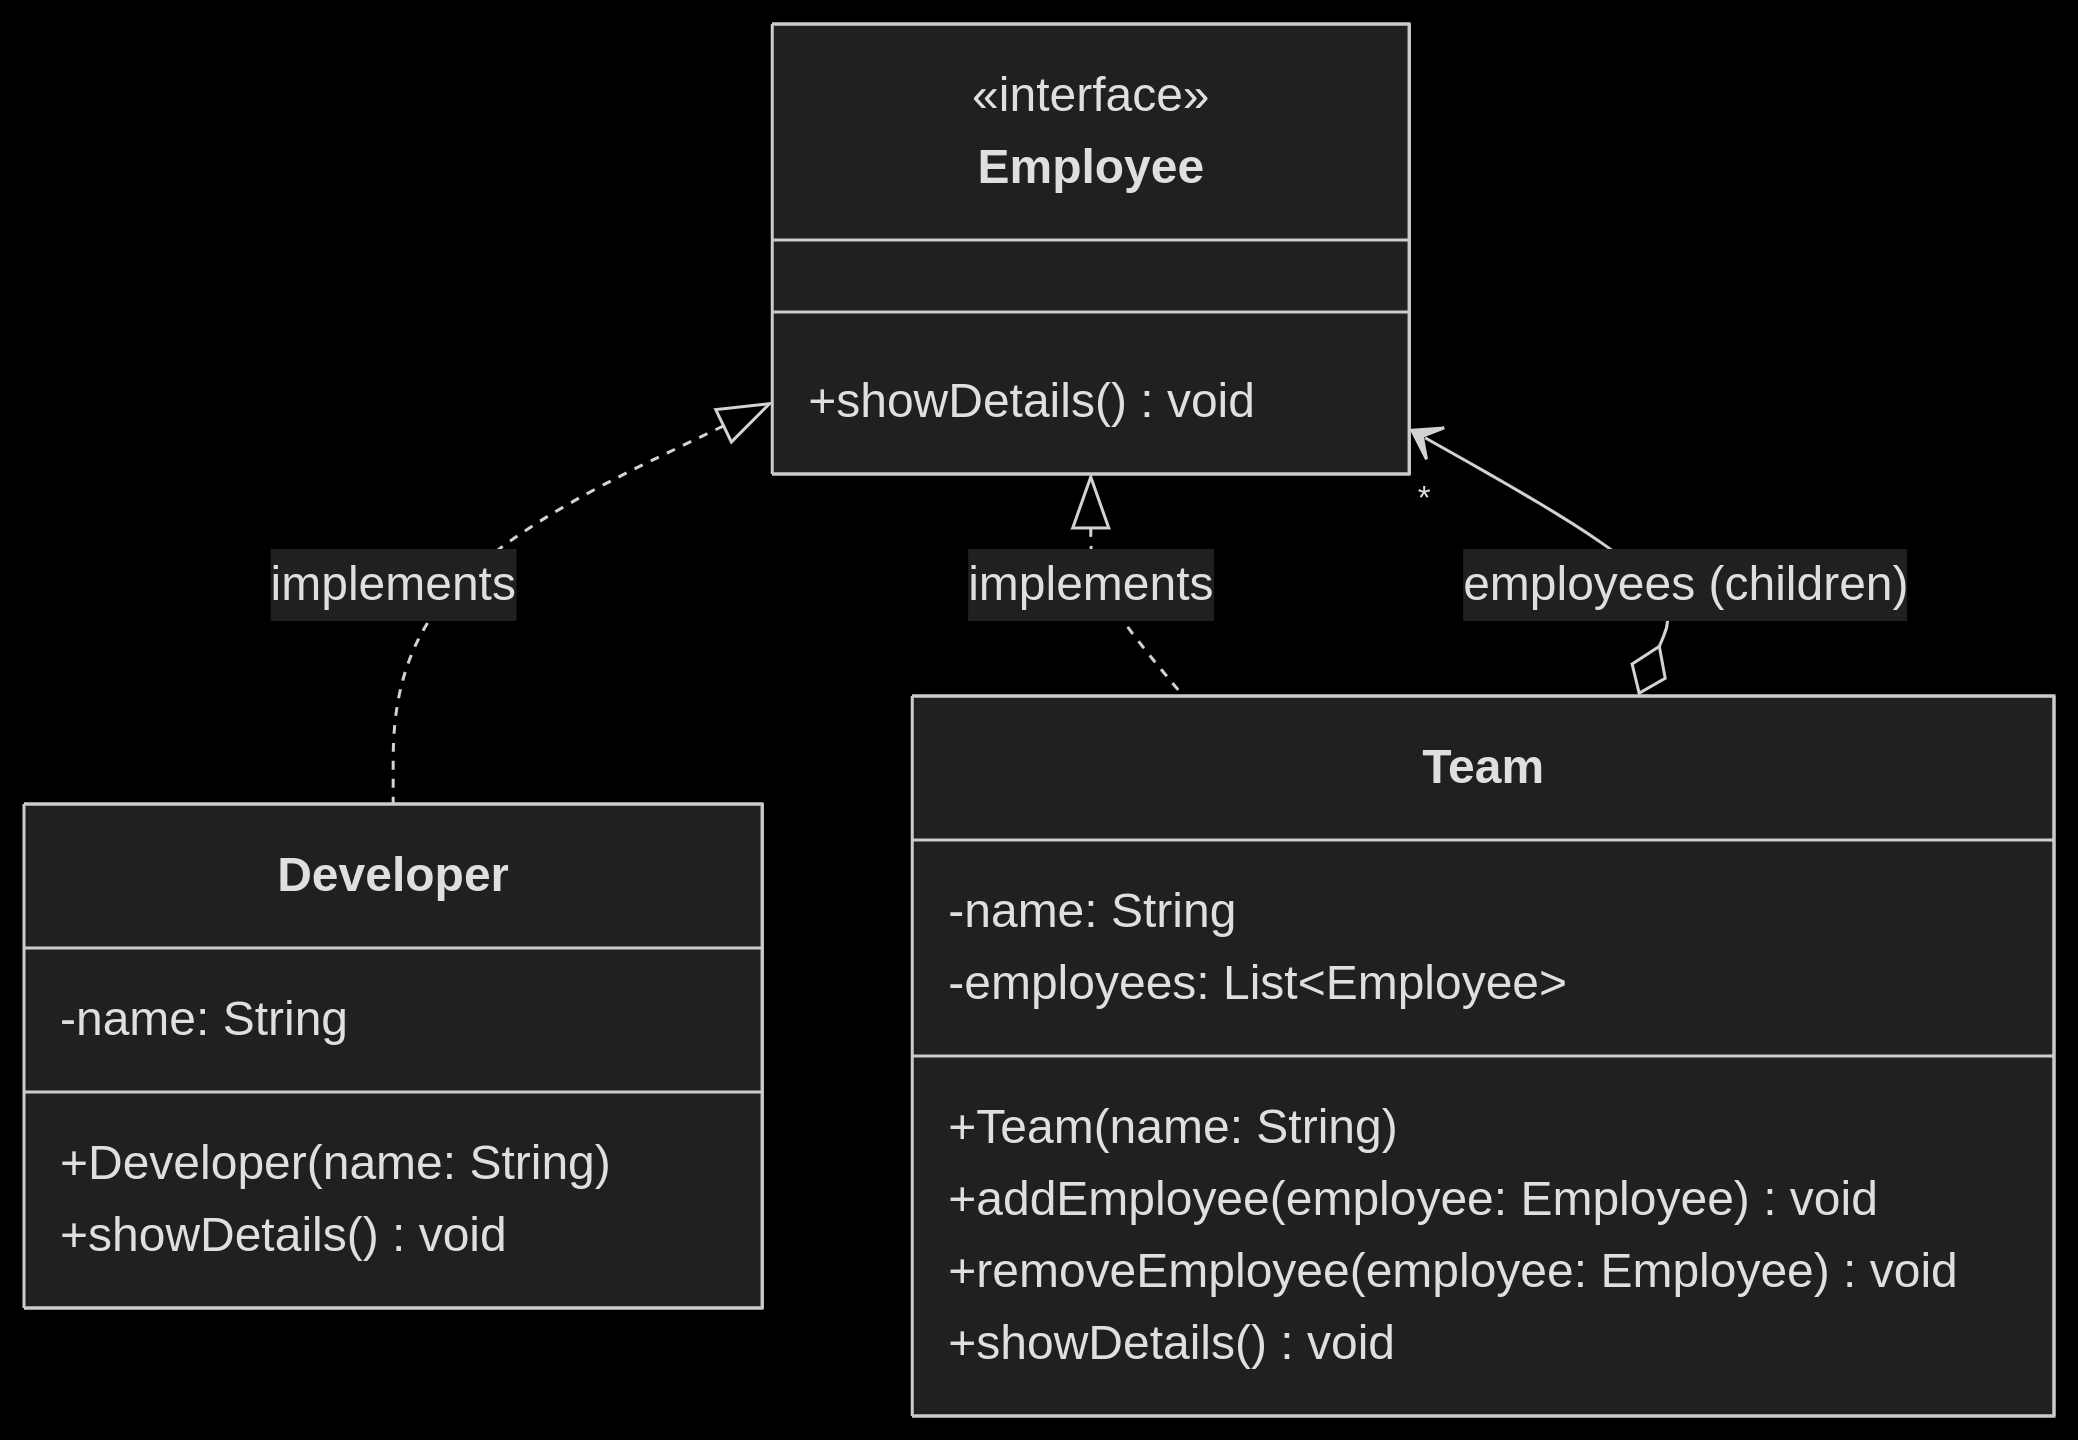 «interface»
Employee
+showDetails() : void
*
implements
implements
employees (children)
Developer
-name: String
+Developer(name: String)
+showDetails() : void
Team
-name: String
-employees: List<Employee>
+Team(name: String)
+addEmployee(employee: Employee) : void
+removeEmployee(employee: Employee) : void
+showDetails() : void